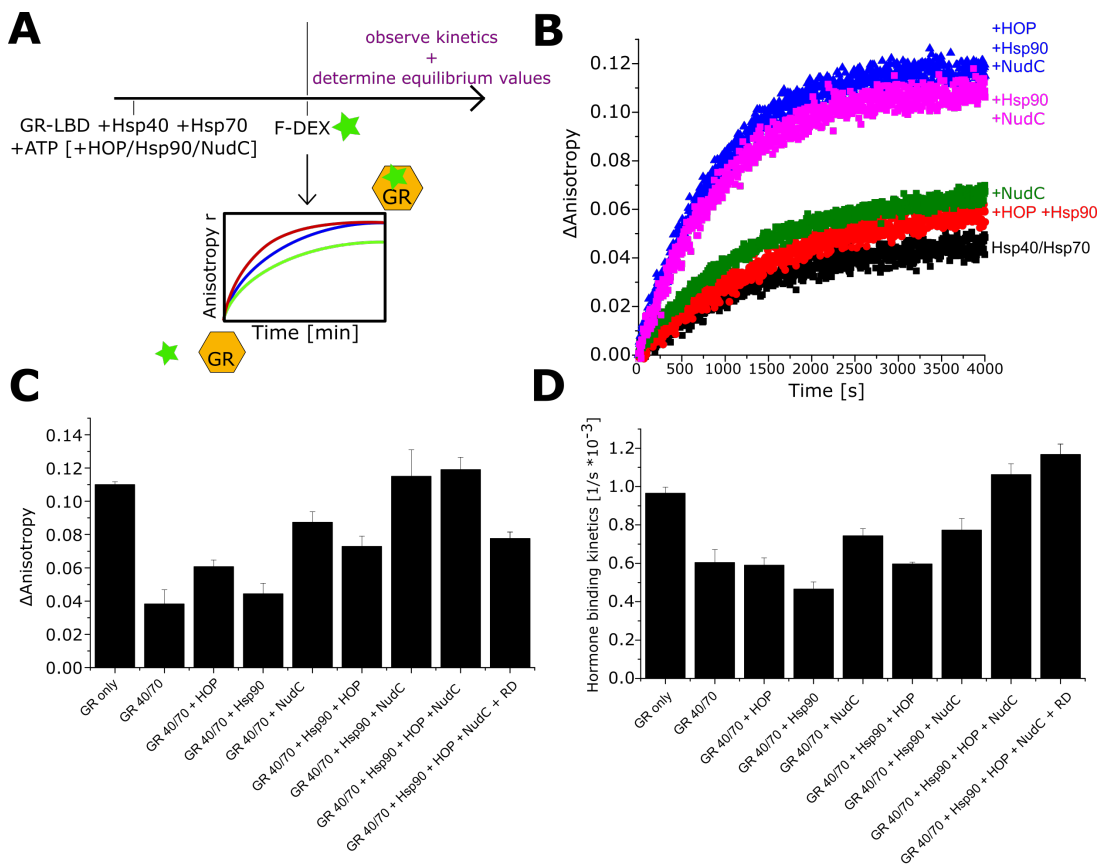 A
observe kinetics
+
determine equilibrium values
GR-LBD +Hsp40 +Hsp70
+ATP [+HOP/Hsp90/NudC]
F-DEX
GR
Anisotropy r
Time [min]
GR
B
ΔAnisotropy
0.12
0.10
0.08
0.06
0.04
0.02
0.00
0
500
1000
1500
2000
2500
3000
3500
4000
Time [s]
+HOP
+Hsp90
+NudC
+Hsp90
+NudC
+NudC
+HOP +Hsp90
Hsp40/Hsp70
C
ΔAnisotropy
0.14
0.12
0.10
0.08
0.06
0.04
0.02
0.00
GR only
GR 40/70
GR 40/70 + HOP
GR 40/70 + Hsp90
GR 40/70 + NudC
GR 40/70 + Hsp90 + HOP
GR 40/70 + Hsp90 + NudC
GR 40/70 + Hsp90 + HOP +NudC
GR 40/70 + Hsp90 + HOP + NudC + RD
D
Hormone binding kinetics [1/s *10⁻³]
1.2
1.0
0.8
0.6
0.4
0.2
0.0
GR only
GR 40/70
GR 40/70 + HOP
GR 40/70 + Hsp90
GR 40/70 + NudC
GR 40/70 + Hsp90 + HOP
GR 40/70 + Hsp90 + NudC
GR 40/70 + Hsp90 + HOP + NudC
GR 40/70 + Hsp90 + HOP + NudC + RD